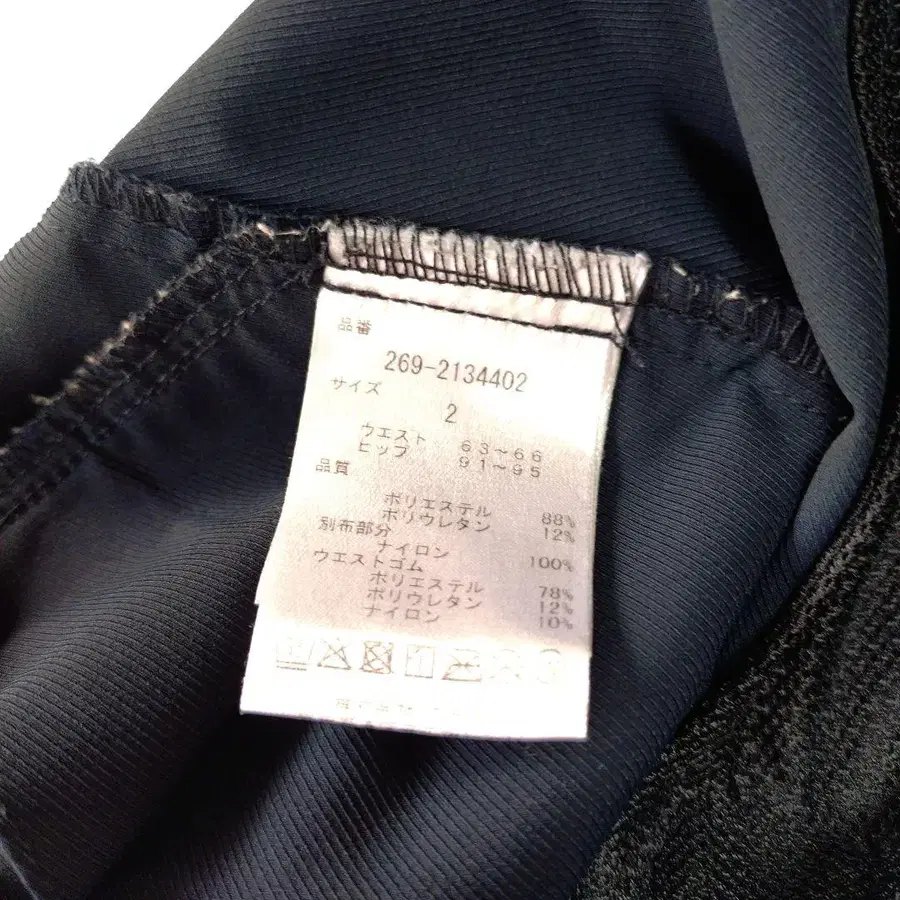 品番
269-2134402
サイズ
2
ウエスト 63~66
ヒップ 91~95
品質
ポリエステル 88%
ポリウレタン 12%
別布部分
ナイロン 100%
ウエストゴム
ポリエステル 78%
ポリウレタン 12%
ナイロン 10%